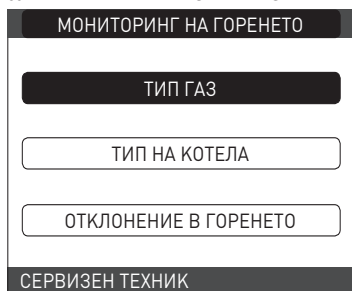 МОНИТОРИНГ НА ГОРЕНЕТО
ТИП ГАЗ
ТИП НА КОТЕЛА
ОТКЛОНЕНИЕ В ГОРЕНЕТО
СЕРВИЗЕН ТЕХНИК